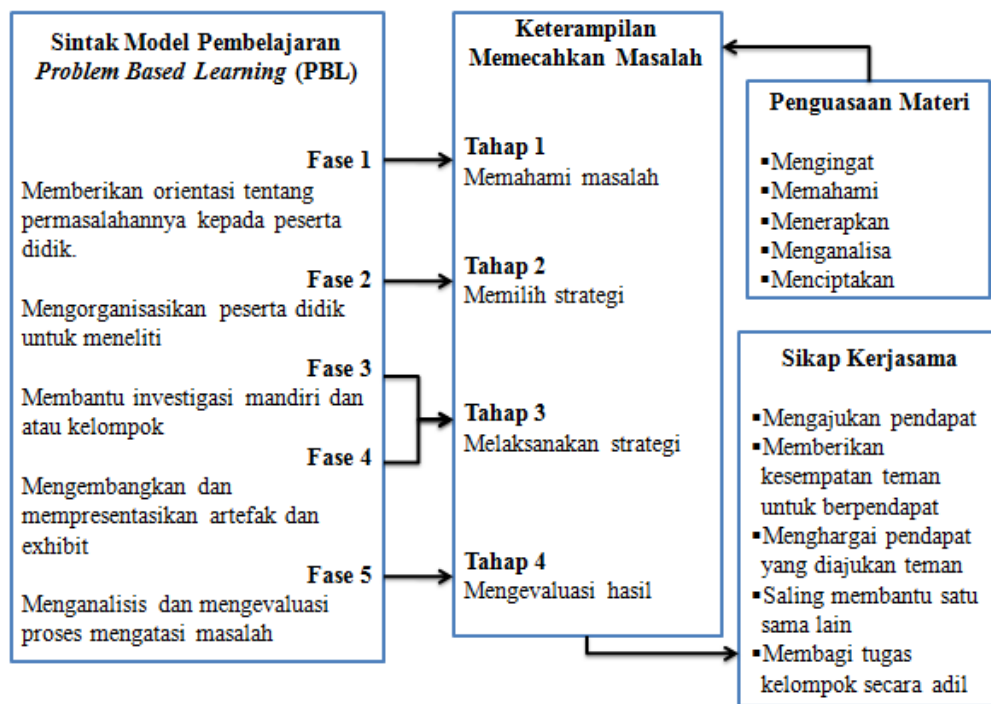 Sintak Model Pembelajaran
Problem Based Learning (PBL)
Fase 1
Memberikan orientasi tentang
permasalahannya kepada peserta
didik.
Fase 2
Mengorganisasikan peserta didik
untuk meneliti
Fase 3
Membantu investigasi mandiri dan
atau kelompok
Fase 4
Mengembangkan dan
mempresentasikan artefak dan
exhibit
Fase 5
Menganalisis dan mengevaluasi
proses mengatasi masalah
Keterampilan
Memecahkan Masalah
Tahap 1
Memahami masalah
Tahap 2
Memilih strategi
Tahap 3
Melaksanakan strategi
Tahap 4
Mengevaluasi hasil
Penguasaan Materi
▪Mengingat
▪Memahami
▪Menerapkan
▪Menganalisa
▪Menciptakan
Sikap Kerjasama
▪Mengajukan pendapat
▪Memberikan
kesempatan teman
untuk berpendapat
▪Menghargai pendapat
yang diajukan teman
▪Saling membantu satu
sama lain
▪Membagi tugas
kelompok secara adil